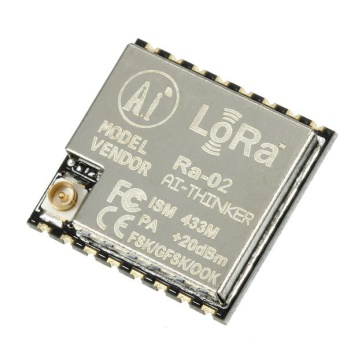 Ai
LoRa
MODEL
VENDOR
Ra-02
AI-THINKER
FC
ISM 433M
CE
PA +20dBm
FSK/GFSK/OOK